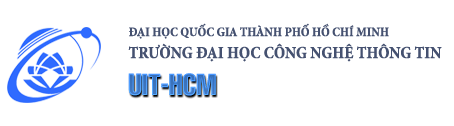 ĐẠI HỌC QUỐC GIA THÀNH PHỐ HỒ CHÍ MINH
TRƯỜNG ĐẠI HỌC CÔNG NGHỆ THÔNG TIN
UIT-HCM